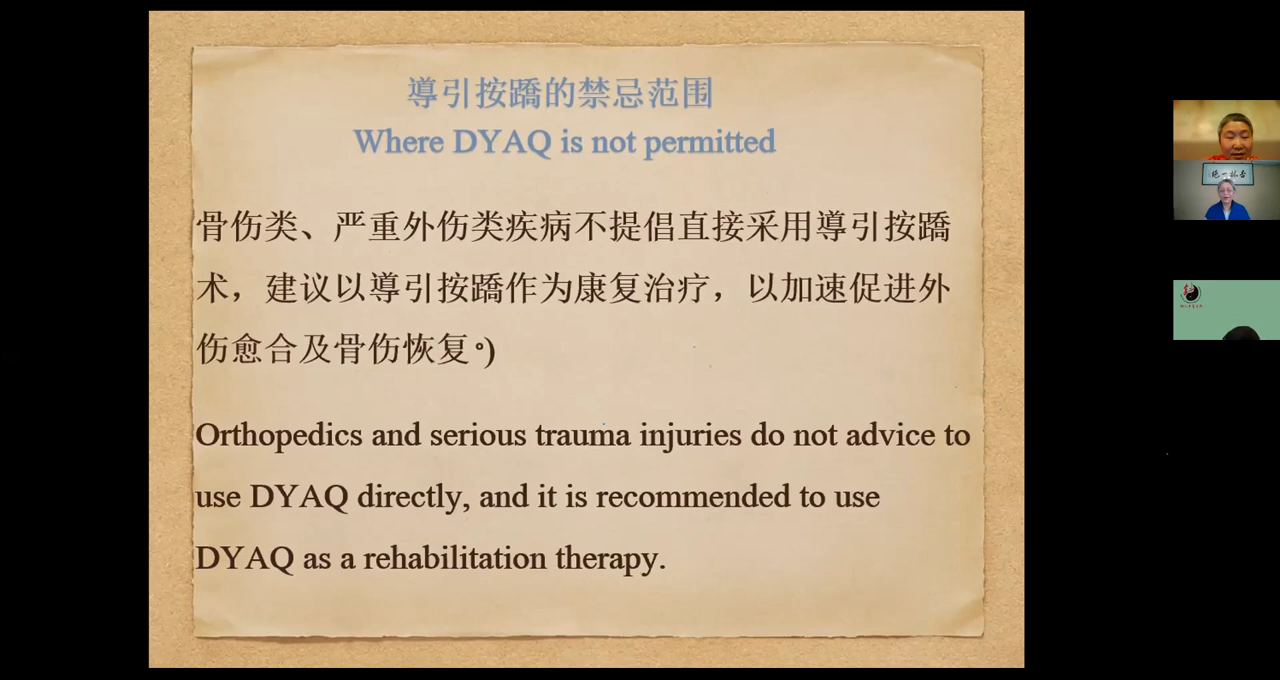 導引按蹻的禁忌范围
Where DYAQ is not permitted
骨伤类、严重外伤类疾病不提倡直接采用導引按蹻
术，建议以導引按蹻作为康复治疗，以加速促进外
伤愈合及骨伤恢复。)
Orthopedics and serious trauma injuries do not advice to
use DYAQ directly, and it is recommended to use
DYAQ as a rehabilitation therapy.